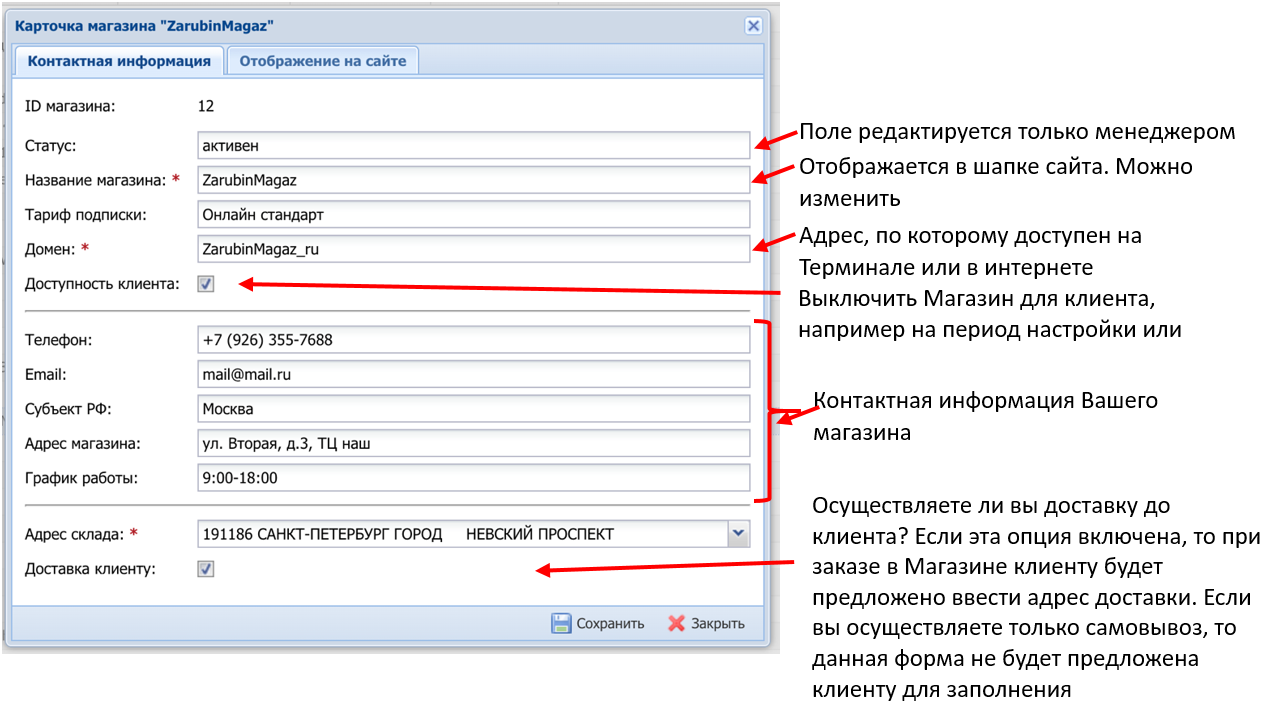 Карточка магазина "ZarubinMagaz"
Контактная информация
Отображение на сайте
ID магазина: 12
Статус: активен
Название магазина: * ZarubinMagaz
Тариф подписки: Онлайн стандарт
Домен: * ZarubinMagaz_ru
Доступность клиента:
Телефон: +7 (926) 355-7688
Email: mail@mail.ru
Субъект РФ: Москва
Адрес магазина: ул. Вторая, д.3, ТЦ наш
График работы: 9:00-18:00
Адрес склада: * 191186 САНКТ-ПЕТЕРБУРГ ГОРОД НЕВСКИЙ ПРОСПЕКТ
Доставка клиенту:
Сохранить
Закрыть
Поле редактируется только менеджером
Отображается в шапке сайта. Можно
изменить
Адрес, по которому доступен на
Терминале или в интернете
Выключить Магазин для клиента,
например на период настройки или
Контактная информация Вашего
магазина
Осуществляете ли вы доставку до
клиента? Если эта опция включена, то при
заказе в Магазине клиенту будет
предложено ввести адрес доставки. Если
вы осуществляете только самовывоз, то
данная форма не будет предложена
клиенту для заполнения